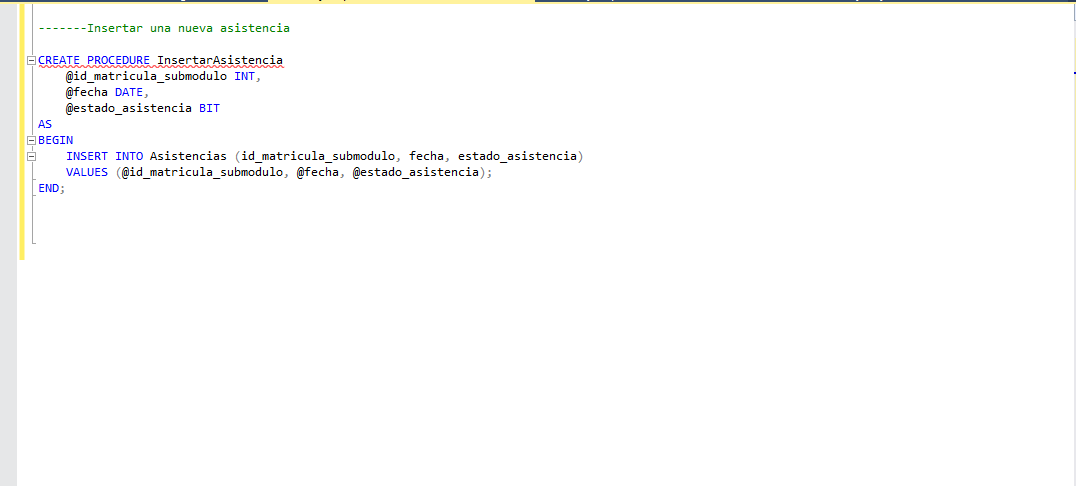 -------Insertar una nueva asistencia
CREATE PROCEDURE InsertarAsistencia
@id_matricula_submodulo INT,
@fecha DATE,
@estado_asistencia BIT
AS
BEGIN
INSERT INTO Asistencias (id_matricula_submodulo, fecha, estado_asistencia)
VALUES (@id_matricula_submodulo, @fecha, @estado_asistencia);
END;